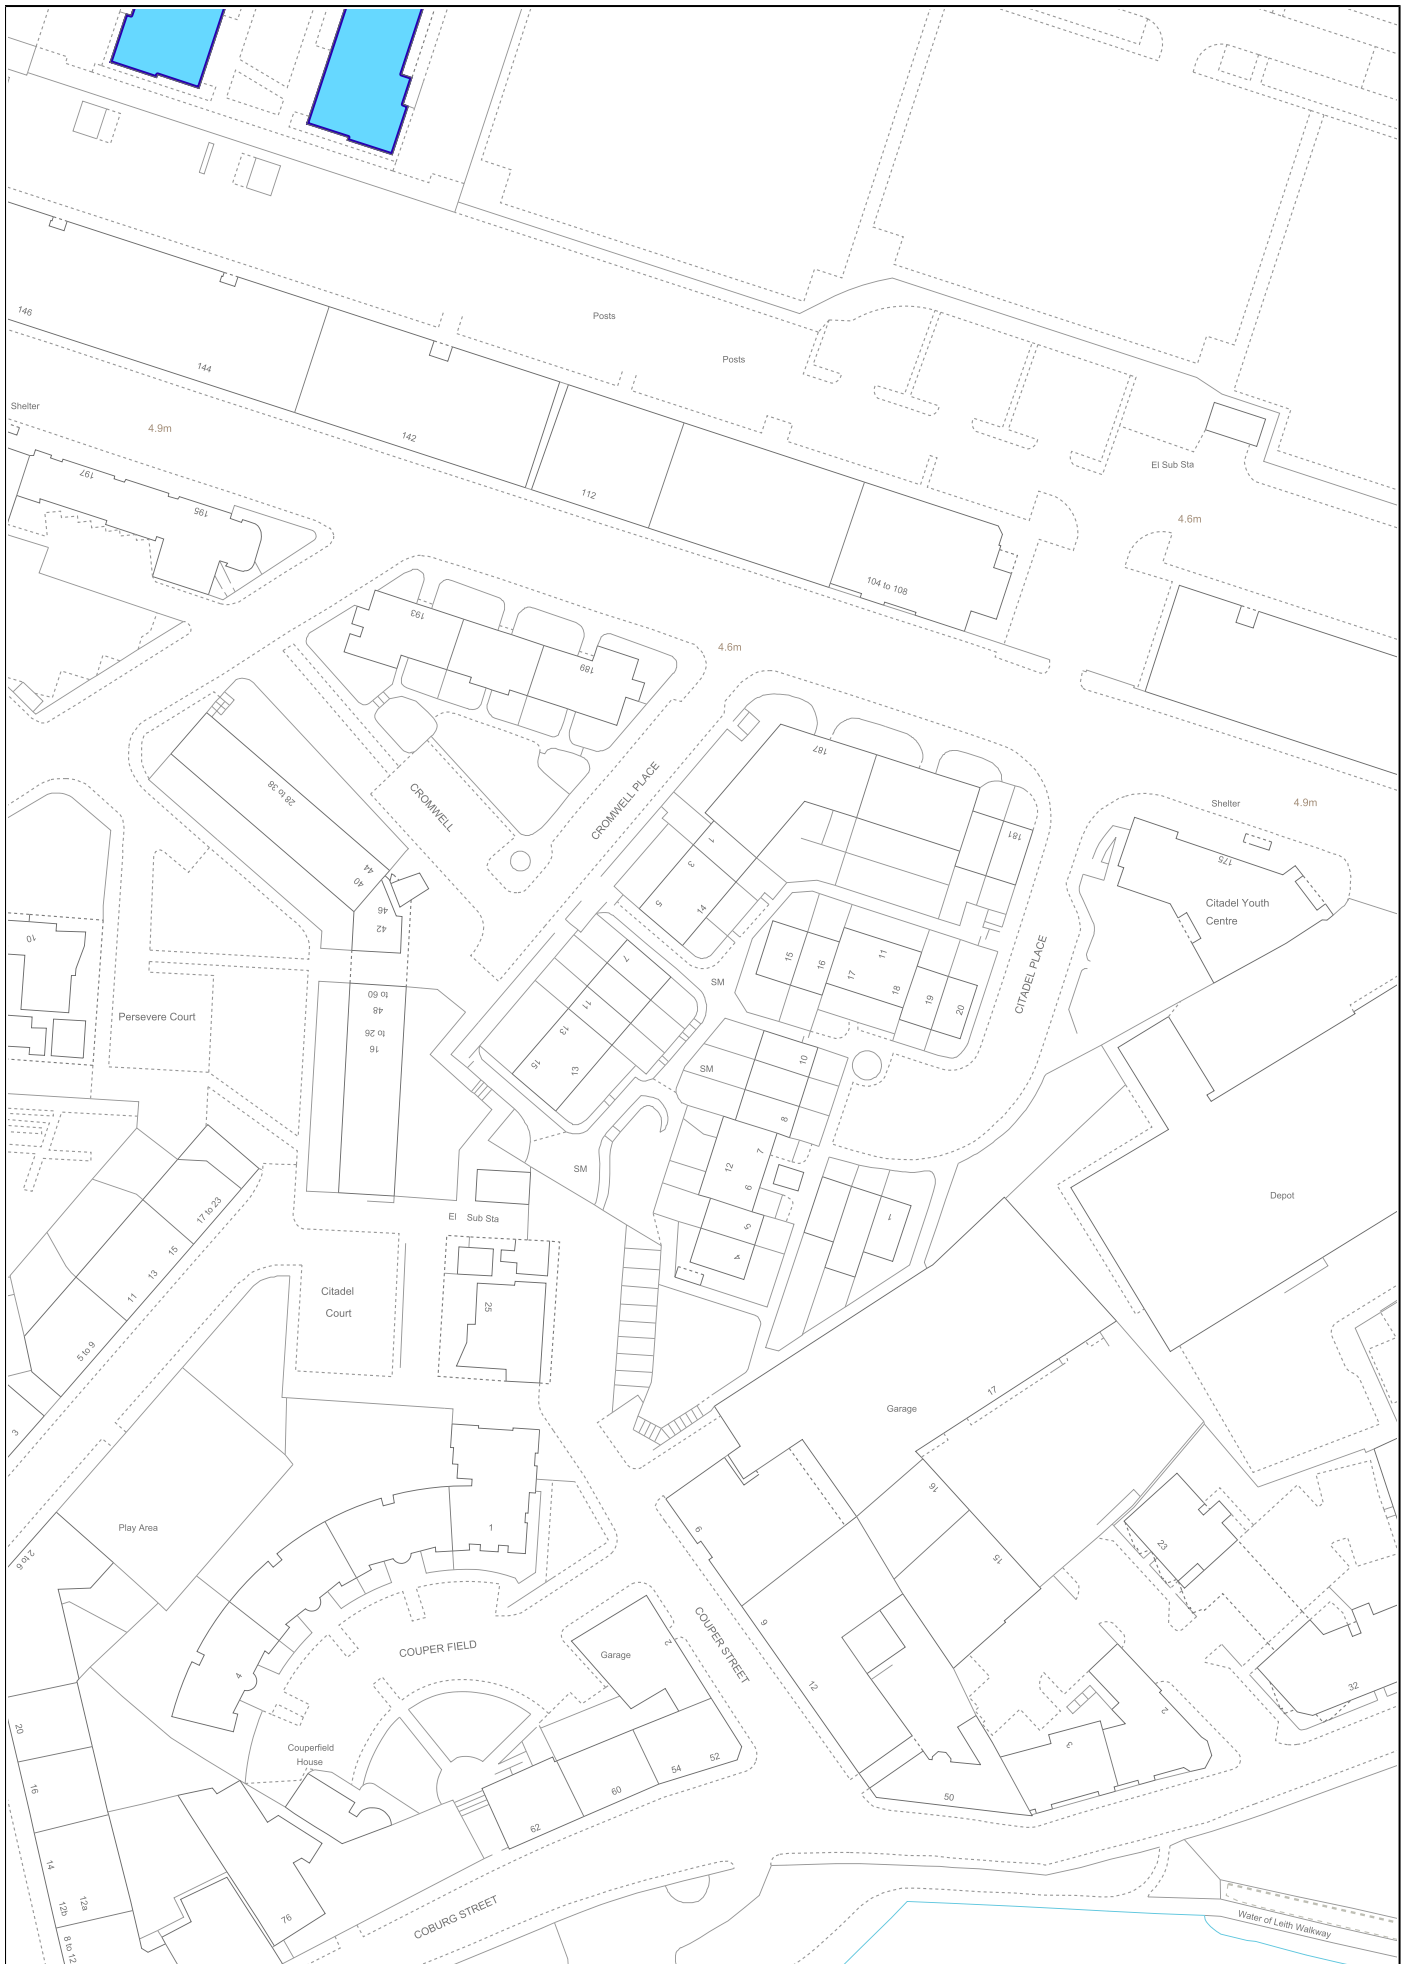 Posts
146
Posts
144
Shelter
4.9m
142
El Sub Sta
197
112
195
4.6m
104 to 108
193
4.6m
189
187
CROMWELL
28 to 38
CROMWELL PLACE
Shelter
4.9m
181
175
1
3
44
40
5
14
46
42
Citadel Youth
Centre
10
7
15
16
11
17
18
19
20
CITADEL PLACE
SM
to 60
48
to 26
16
Persevere Court
11
13
15
13
10
SM
8
7
12
6
SM
17 to 23
15
El Sub Sta
5
4
1
Depot
13
11
Citadel
Court
25
5 to 9
3
17
Garage
16
15
Play Area
1
2 to 6
6
9
23
COUPER STREET
COUPER FIELD
Garage
2
4
12
32
2
3
20
16
Couperfield
House
52
54
60
50
62
14
12a
12b
8 to 12
76
COBURG STREET
Water of Leith Walkway